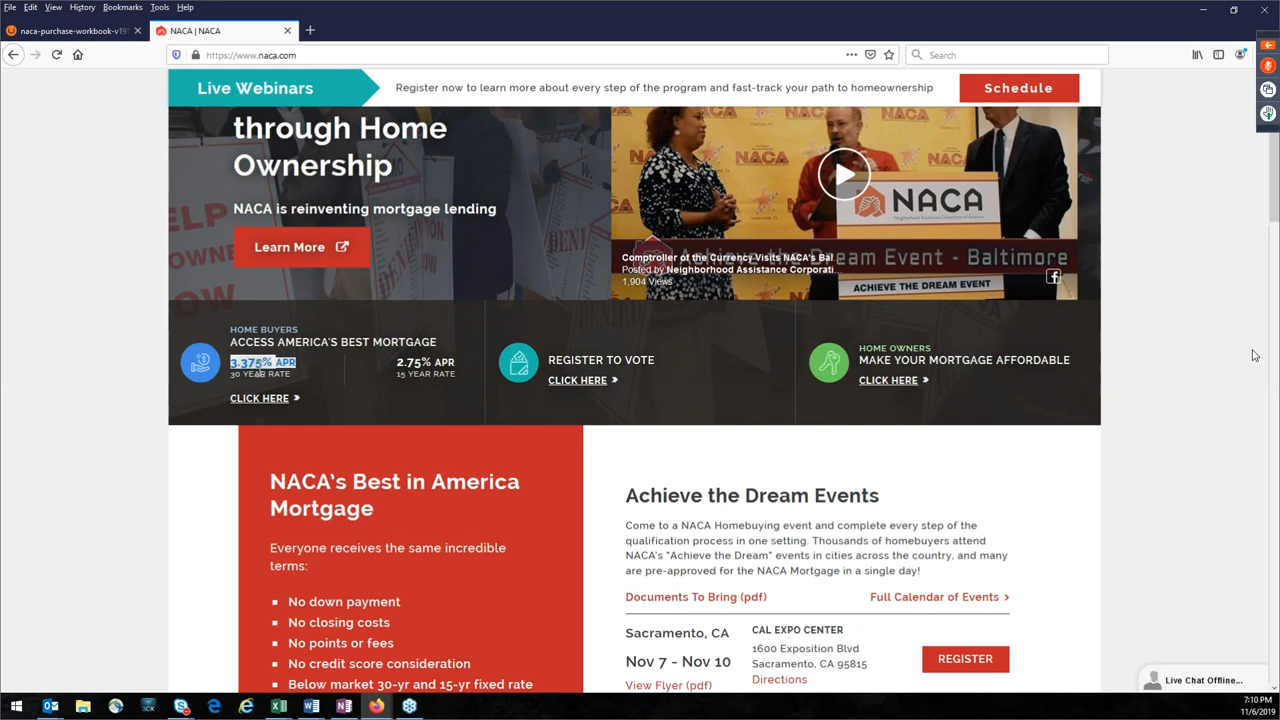 File Edit View History Bookmarks Tools Help
naca-purchase-workbook-v19
NACA | NACA
https://www.naca.com
Search
Live Webinars
Register now to learn more about every step of the program and fast-track your path to homeownership
Schedule
through Home
Ownership
NACA is reinventing mortgage lending
Learn More
NACA
Achieve the Dream Event - Baltimore
Comptroller of the Currency Visits NACA's Bal...
Posted by Neighborhood Assistance Corporati...
1,904 Views
ACHIEVE THE DREAM EVENT
HOME BUYERS
ACCESS AMERICA'S BEST MORTGAGE
3.375% APR
30 YEAR RATE
2.75% APR
15 YEAR RATE
CLICK HERE
REGISTER TO VOTE
CLICK HERE
HOME OWNERS
MAKE YOUR MORTGAGE AFFORDABLE
CLICK HERE
NACA's Best in America
Mortgage
Everyone receives the same incredible
terms:
No down payment
No closing costs
No points or fees
No credit score consideration
Below market 30-yr and 15-yr fixed rate
Achieve the Dream Events
Come to a NACA Homebuying event and complete every step of the
qualification process in one setting. Thousands of homebuyers attend
NACA's "Achieve the Dream" events in cities across the country, and many
are pre-approved for the NACA Mortgage in a single day!
Documents To Bring (pdf)
Full Calendar of Events
Sacramento, CA
Nov 7 - Nov 10
View Flyer (pdf)
CAL EXPO CENTER
1600 Exposition Blvd
Sacramento, CA 95815
Directions
REGISTER
Live Chat Offline...
7:10 PM
11/6/2019